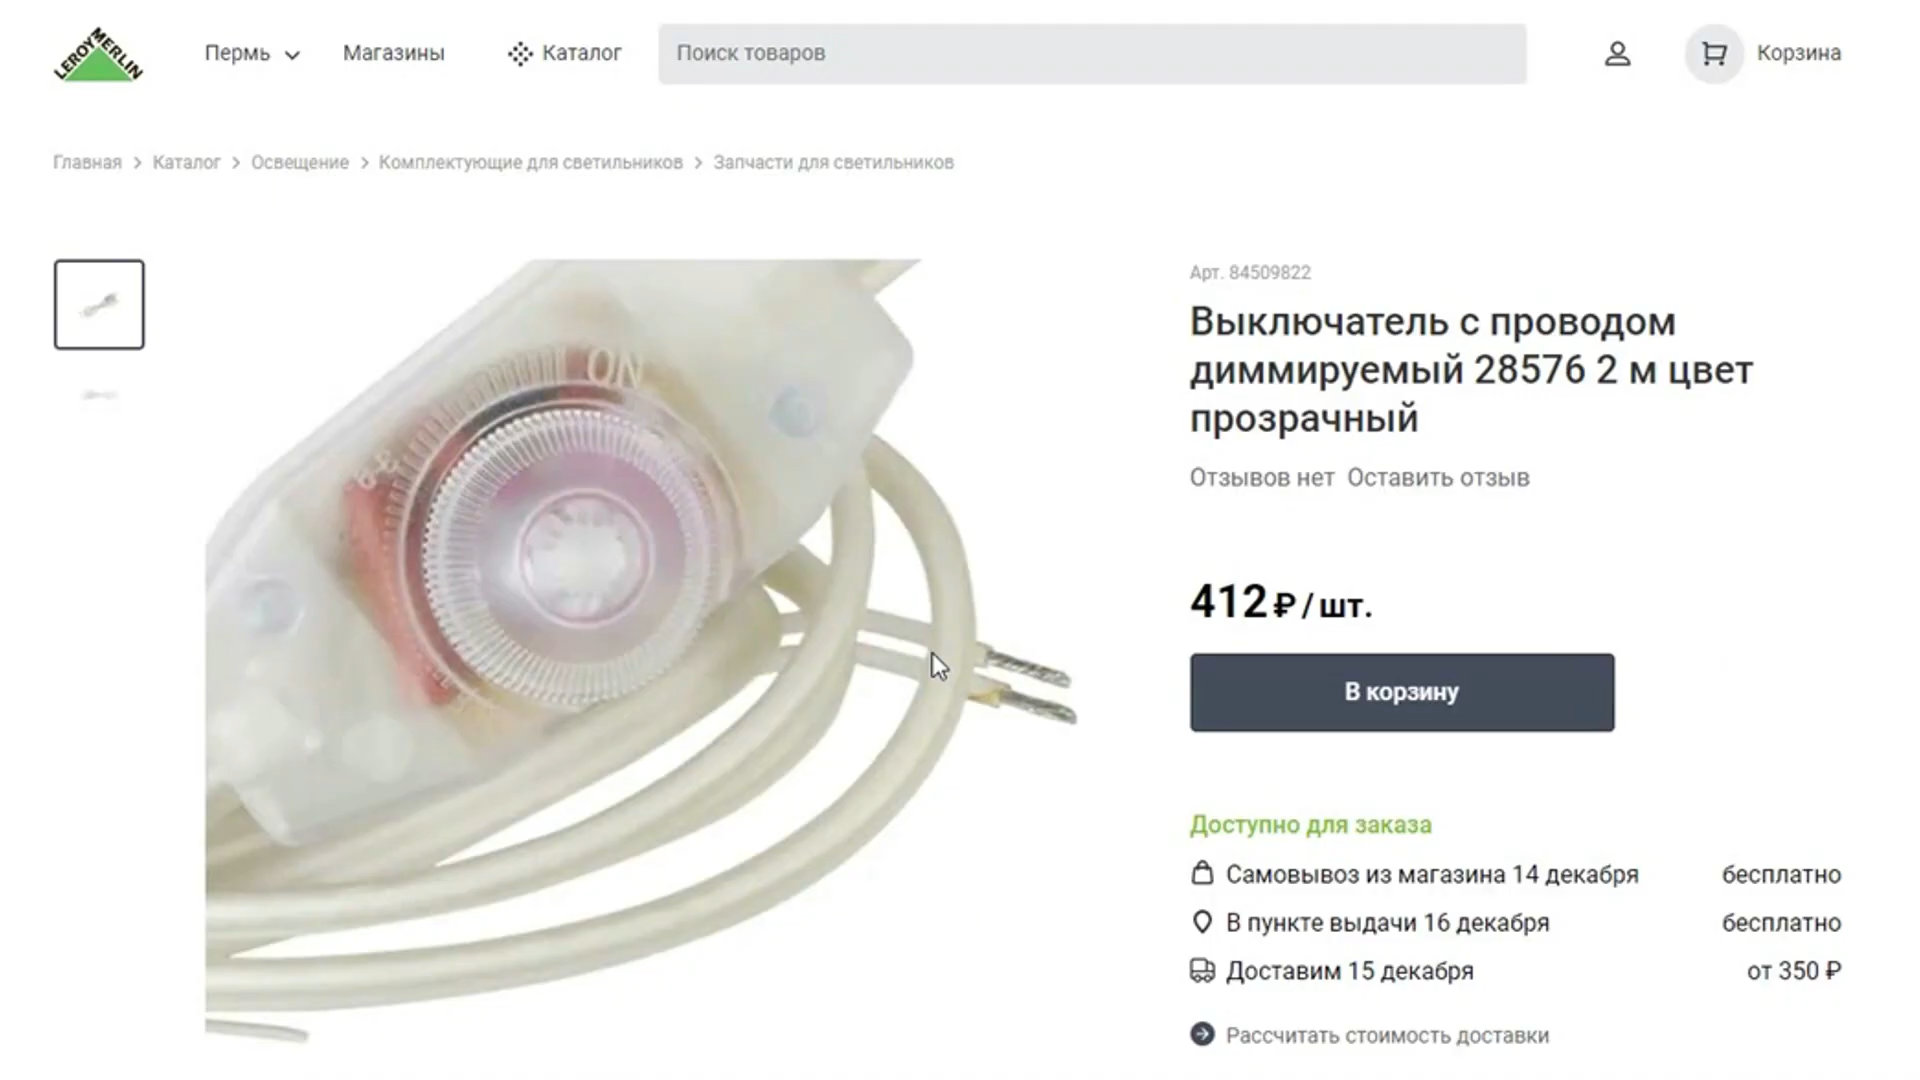 LEROY MERLIN
Пермь
Магазины
Каталог
Поиск товаров
Корзина
Главная > Каталог > Освещение > Комплектующие для светильников > Запчасти для светильников
ON
Арт. 84509822
Выключатель с проводом
диммируемый 28576 2 м цвет
прозрачный
Отзывов нет Оставить отзыв
412 ₽ / шт.
В корзину
Доступно для заказа
Самовывоз из магазина 14 декабря бесплатно
В пункте выдачи 16 декабря бесплатно
Доставим 15 декабря от 350 ₽
Рассчитать стоимость доставки